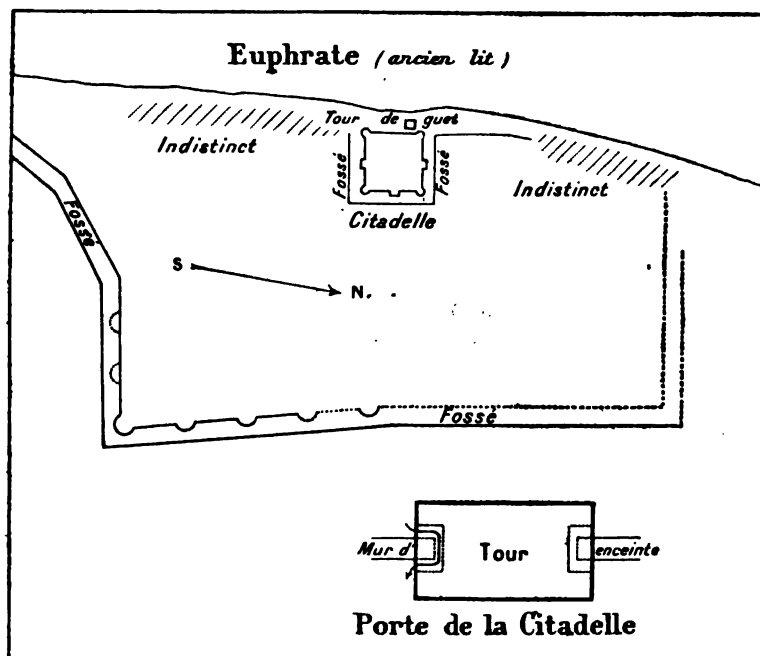 Euphrate (ancien lit)
Tour de guet
Indistinct
Fossé
Fossé
Indistinct
Citadelle
Fossé
S
N.
Fossé
Mur d'
Tour
enceinte
Porte de la Citadelle